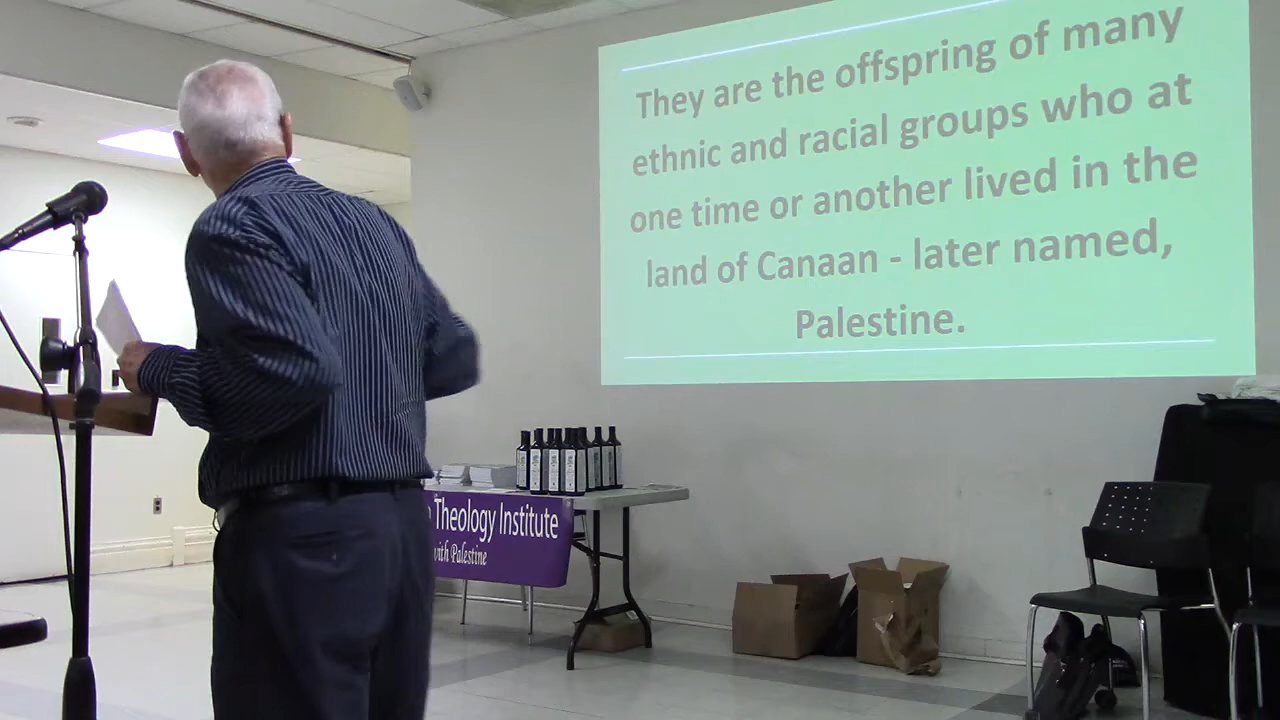 They are the offspring of many
ethnic and racial groups who at
one time or another lived in the
land of Canaan - later named,
Palestine.
Theology Institute
with Palestine